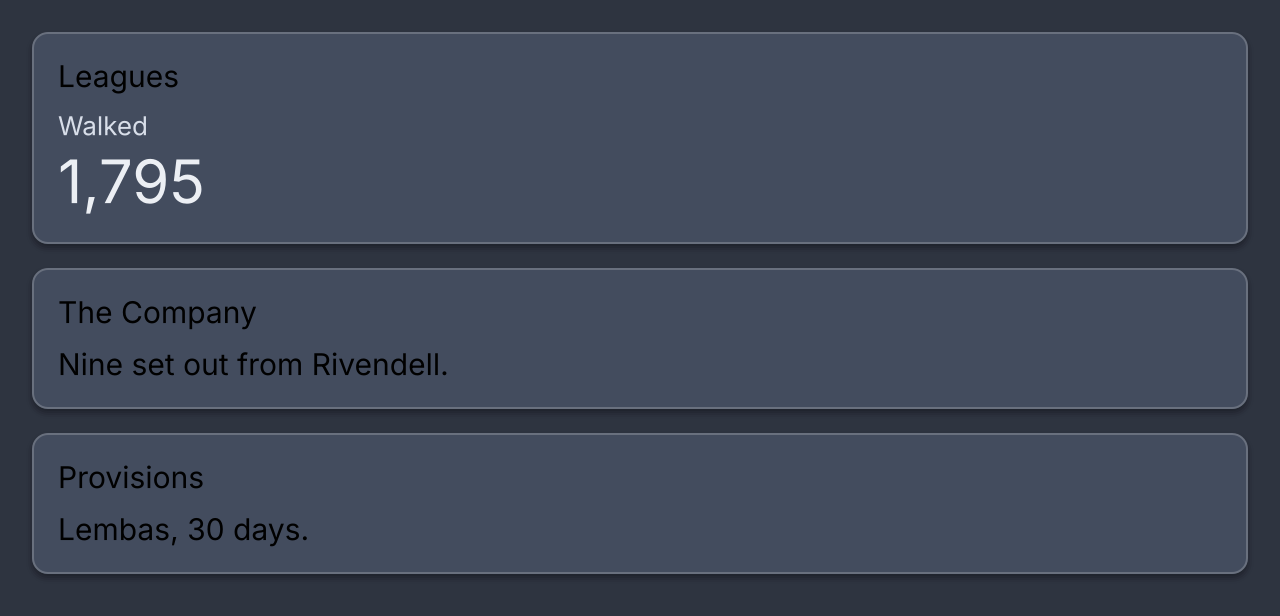 Leagues
Walked
1,795
The Company
Nine set out from Rivendell.
Provisions
Lembas, 30 days.